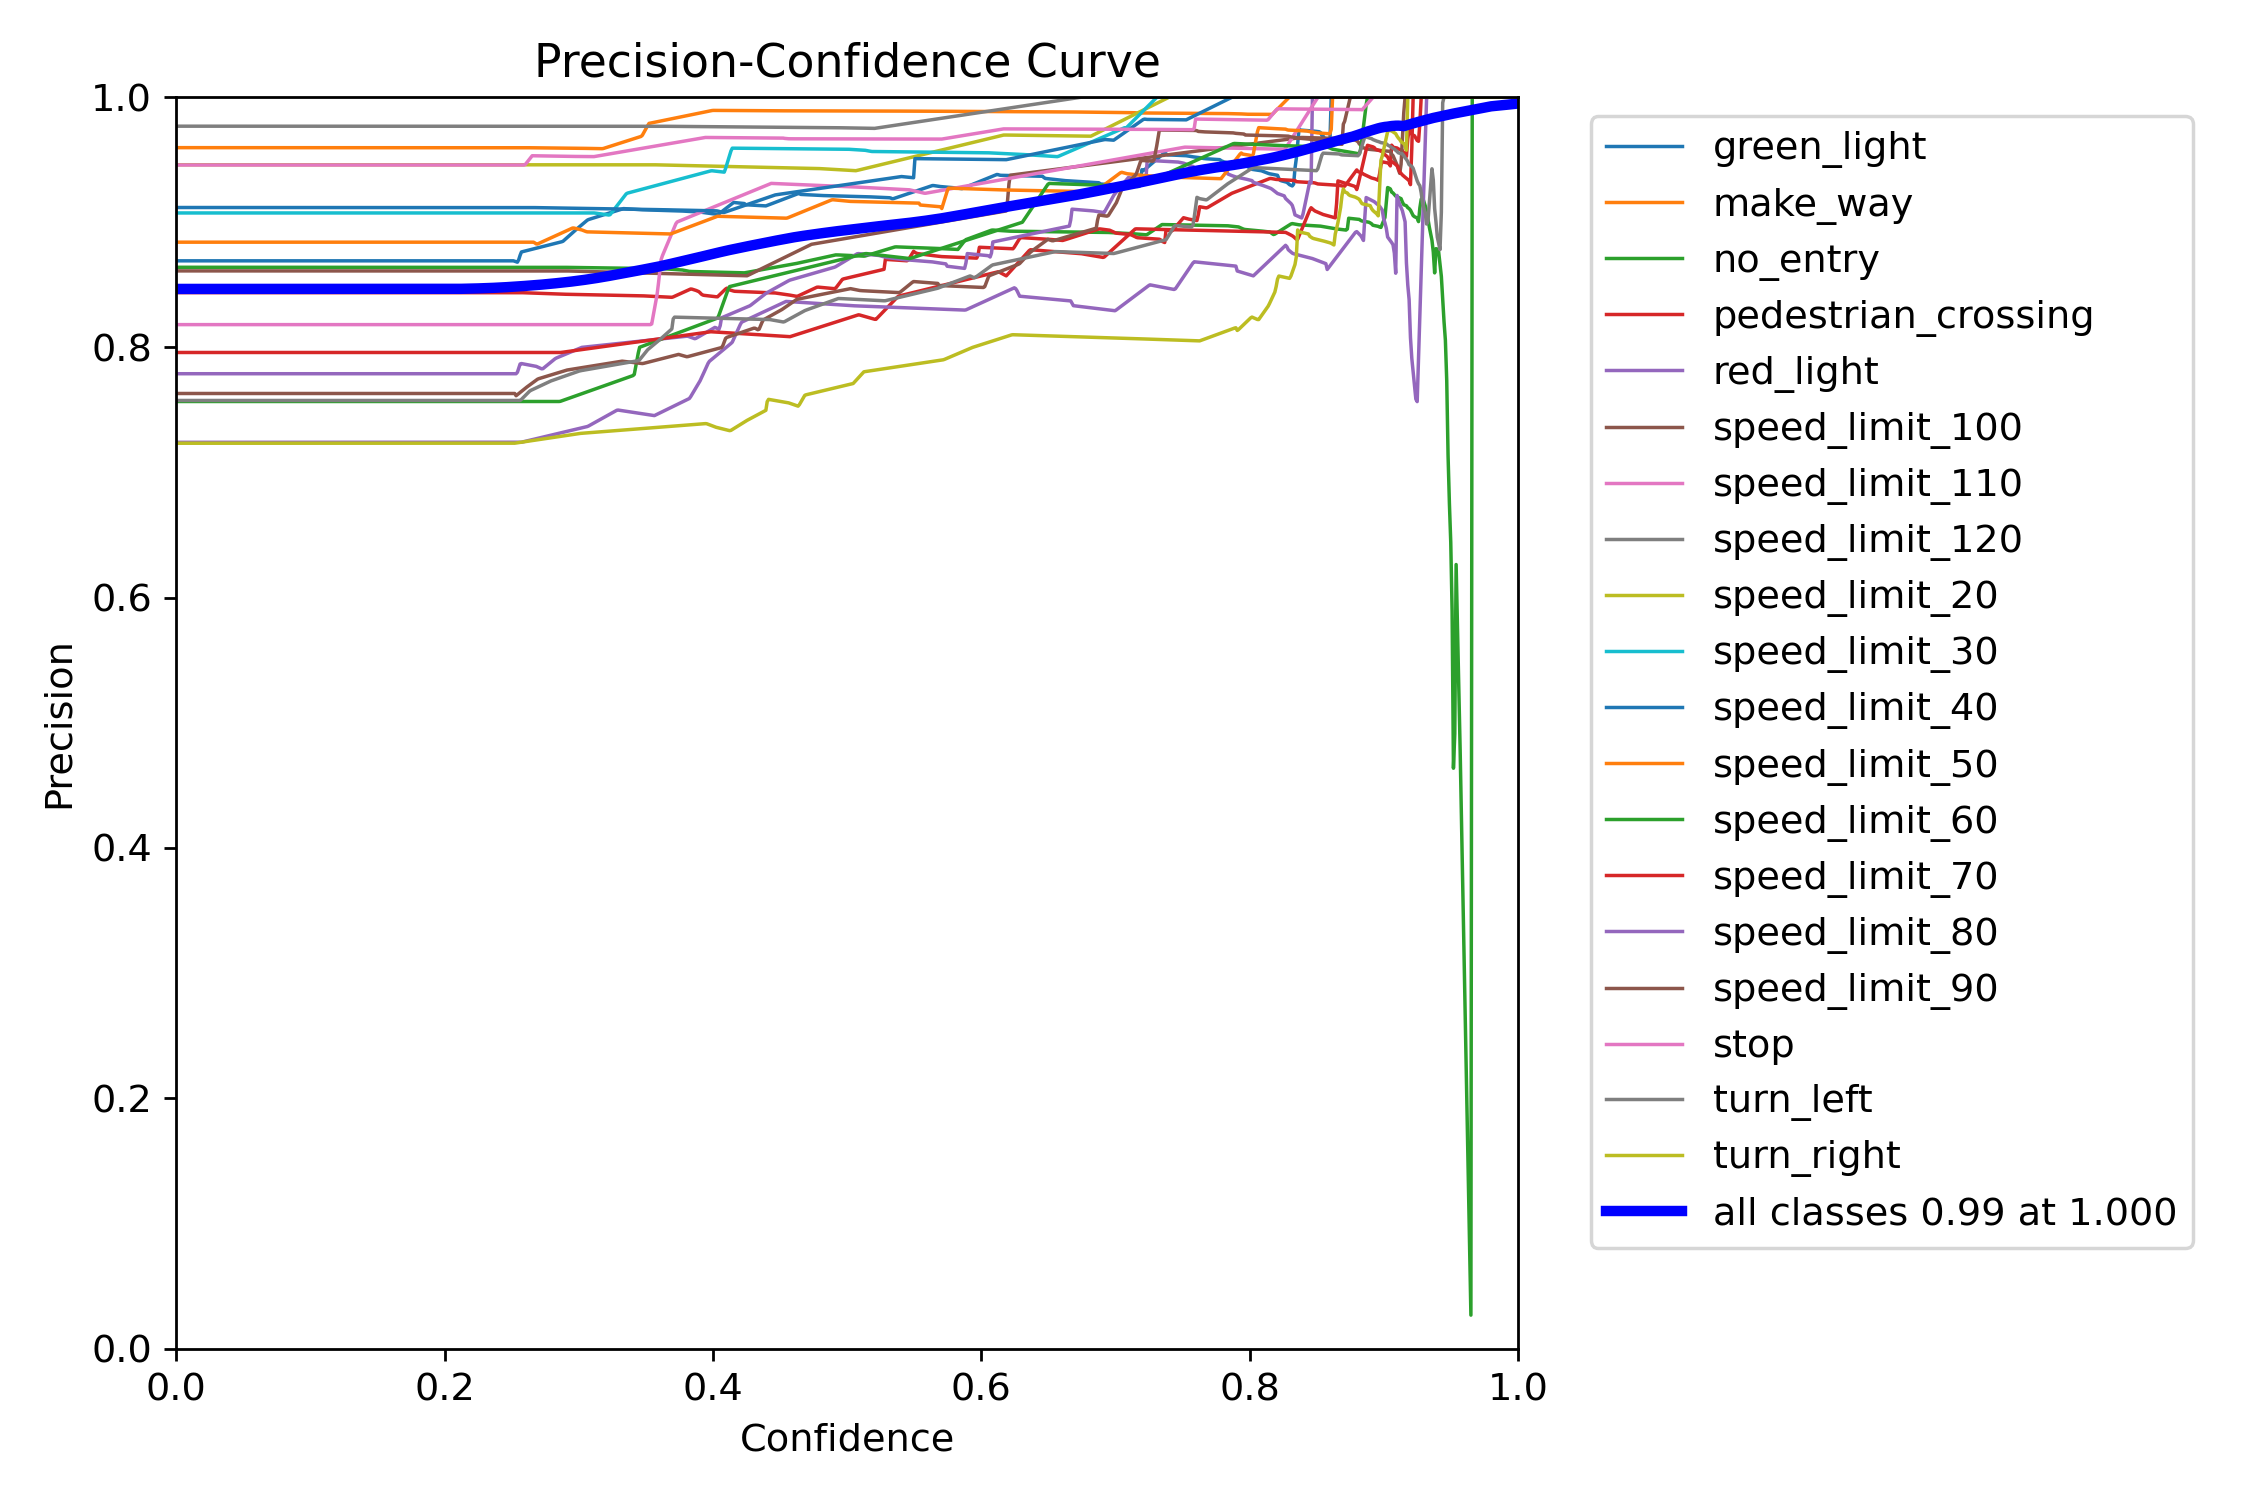 Precision-Confidence Curve
1.0
0.8
0.6
0.4
0.2
0.0
Precision
0.0 0.2 0.4 0.6 0.8 1.0
Confidence
green_light
make_way
no_entry
pedestrian_crossing
red_light
speed_limit_100
speed_limit_110
speed_limit_120
speed_limit_20
speed_limit_30
speed_limit_40
speed_limit_50
speed_limit_60
speed_limit_70
speed_limit_80
speed_limit_90
stop
turn_left
turn_right
all classes 0.99 at 1.000